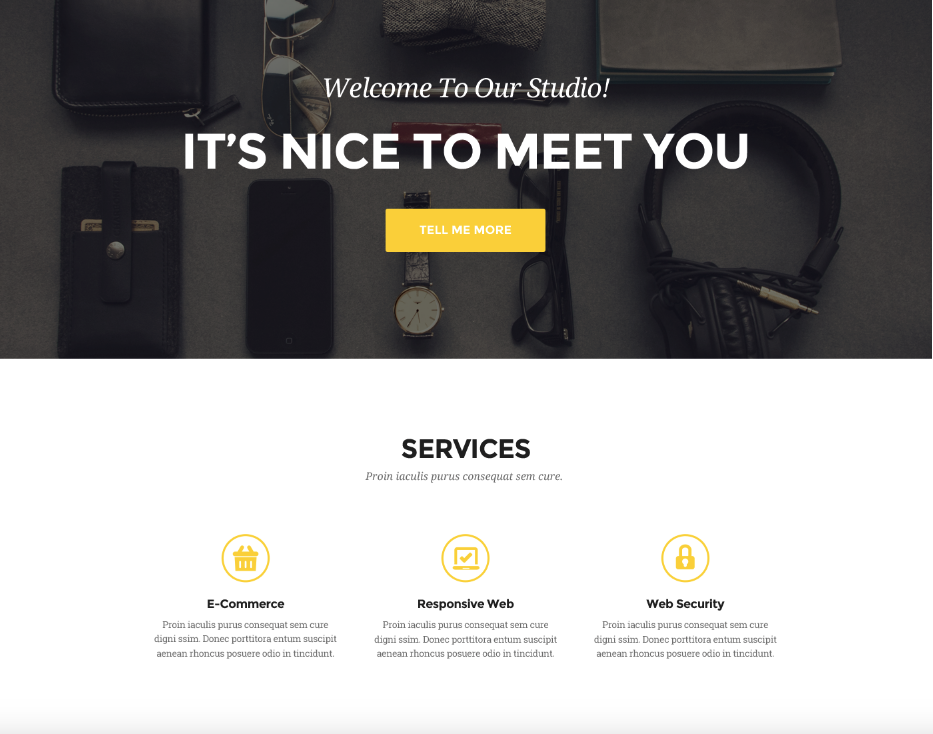 Welcome To Our Studio!
IT'S NICE TO MEET YOU
TELL ME MORE
SERVICES
Proin iaculis purus consequat sem cure.
E-Commerce
Proin iaculis purus consequat sem cure
digni ssim. Donec porttitora entum suscipit
aenean rhoncus posuere odio in tincidunt.
Responsive Web
Proin iaculis purus consequat sem cure
digni ssim. Donec porttitora entum suscipit
aenean rhoncus posuere odio in tincidunt.
Web Security
Proin iaculis purus consequat sem cure
digni ssim. Donec porttitora entum suscipit
aenean rhoncus posuere odio in tincidunt.